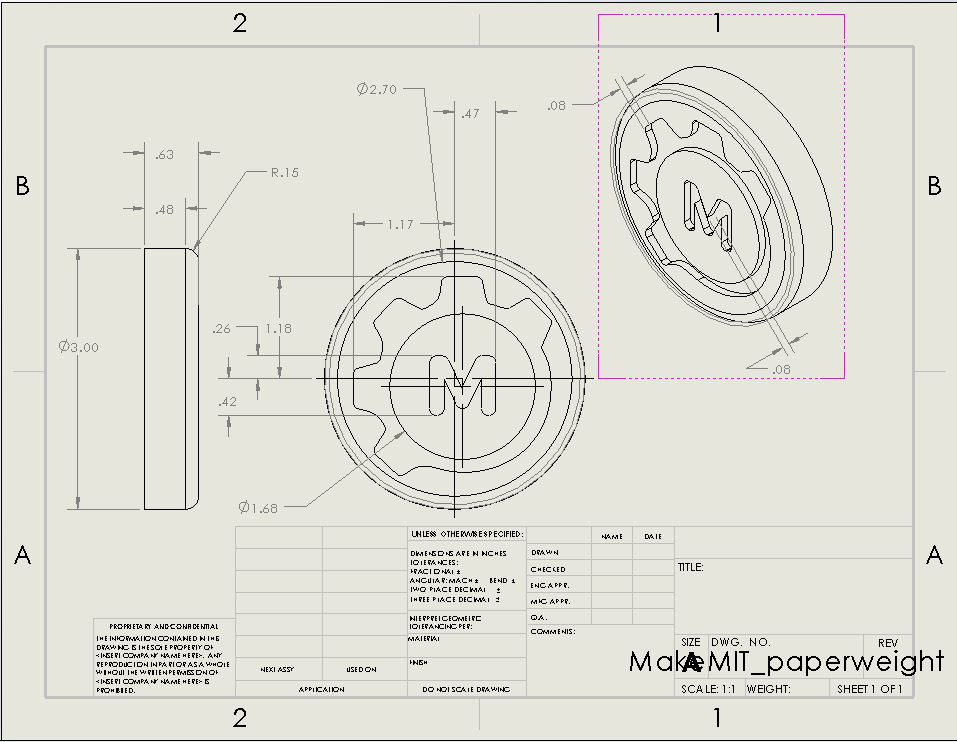 2
1
Ø2.70
.47
.08
.63
R.15
B
B
.48
1.17
.26
1.18
Ø3.00
.08
.42
M
M
Ø1.68
A
A
UNLESS OTHERWISE SPECIFIED:
NAME
DATE
DIMENSIONS ARE IN INCHES
TOLERANCES:
FRACTIONAL ±
ANGULAR: MACH ± BEND ±
TWO PLACE DECIMAL ±
THREE PLACE DECIMAL ±
DRAWN
CHECKED
ENG APPR.
MFG APPR.
TITLE:
INTERPRET GEOMETRIC
TOLERANCING PER:
Q.A.
COMMENTS:
MATERIAL
PROPRIETARY AND CONFIDENTIAL
THE INFORMATION CONTAINED IN THIS
DRAWING IS THE SOLE PROPERTY OF
<INSERT COMPANY NAME HERE>. ANY
REPRODUCTION IN PART OR AS A WHOLE
WITHOUT THE WRITTEN PERMISSION OF
<INSERT COMPANY NAME HERE> IS
PROHIBITED.
NEXT ASSY
USED ON
FINISH
APPLICATION
DO NOT SCALE DRAWING
SIZE
DWG. NO.
REV
A
MakeMIT_paperweight
SCALE: 1:1
WEIGHT:
SHEET 1 OF 1
2
1